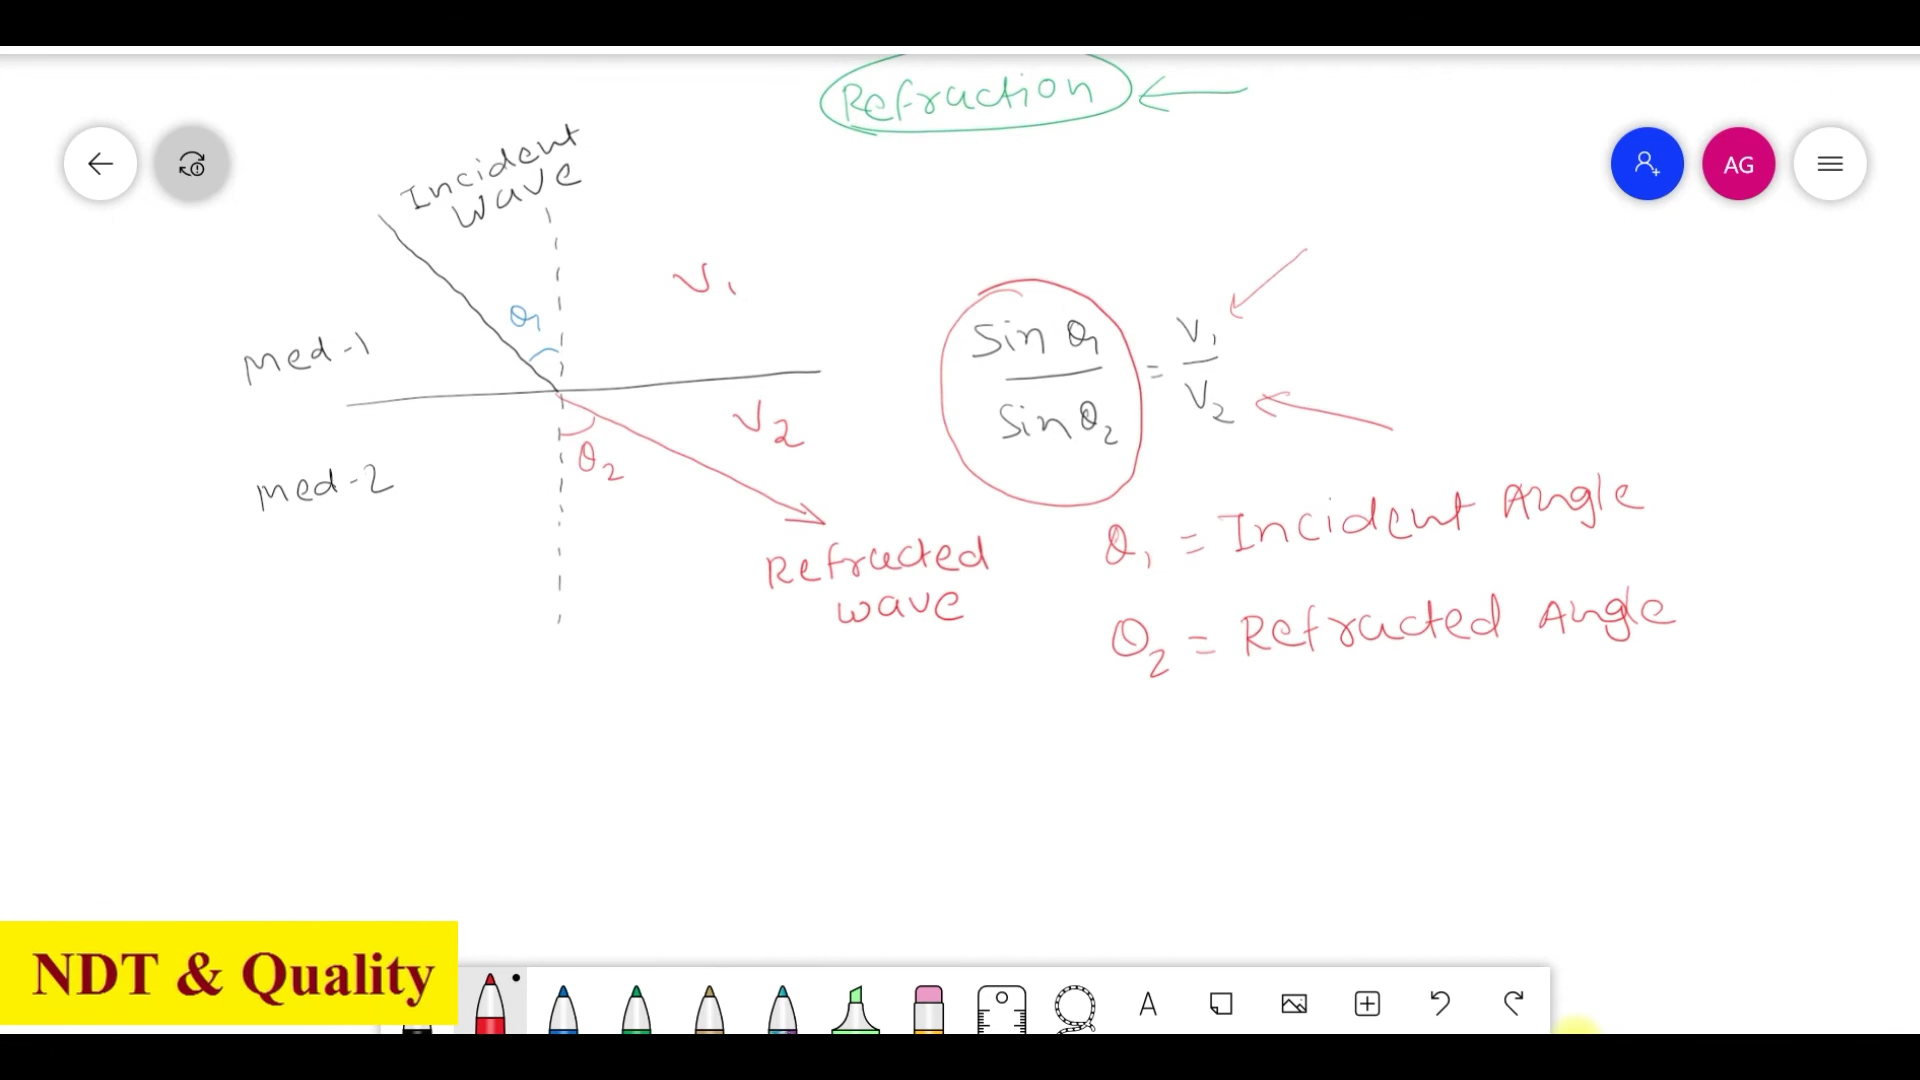 Refraction
AG
Incident
wave
V1
θ1
Med-1
Sin θ1
Sin θ2
=
V1
V2
V2
θ2
Med-2
Refracted
wave
θ1 = Incident Angle
θ2 = Refracted Angle
NDT & Quality
A